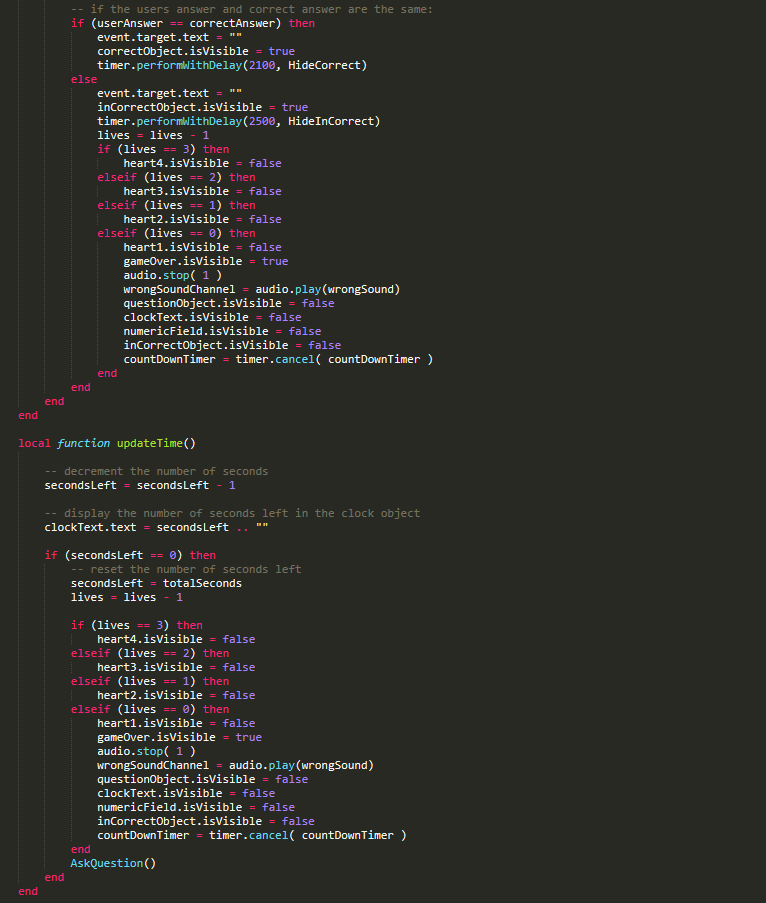 -- if the users answer and correct answer are the same:
if (userAnswer == correctAnswer) then
event.target.text = ""
correctObject.isVisible = true
timer.performWithDelay(2100, HideCorrect)
else
event.target.text = ""
inCorrectObject.isVisible = true
timer.performWithDelay(2500, HideInCorrect)
lives = lives - 1
if (lives == 3) then
heart4.isVisible = false
elseif (lives == 2) then
heart3.isVisible = false
elseif (lives == 1) then
heart2.isVisible = false
elseif (lives == 0) then
heart1.isVisible = false
gameOver.isVisible = true
audio.stop( 1 )
wrongSoundChannel = audio.play(wrongSound)
questionObject.isVisible = false
clockText.isVisible = false
numericField.isVisible = false
inCorrectObject.isVisible = false
countDownTimer = timer.cancel( countDownTimer )
end
end
end
end
local function updateTime()
-- decrement the number of seconds
secondsLeft = secondsLeft - 1
-- display the number of seconds left in the clock object
clockText.text = secondsLeft .. ""
if (secondsLeft == 0) then
-- reset the number of seconds left
secondsLeft = totalSeconds
lives = lives - 1
if (lives == 3) then
heart4.isVisible = false
elseif (lives == 2) then
heart3.isVisible = false
elseif (lives == 1) then
heart2.isVisible = false
elseif (lives == 0) then
heart1.isVisible = false
gameOver.isVisible = true
audio.stop( 1 )
wrongSoundChannel = audio.play(wrongSound)
questionObject.isVisible = false
clockText.isVisible = false
numericField.isVisible = false
inCorrectObject.isVisible = false
countDownTimer = timer.cancel( countDownTimer )
end
AskQuestion()
end
end